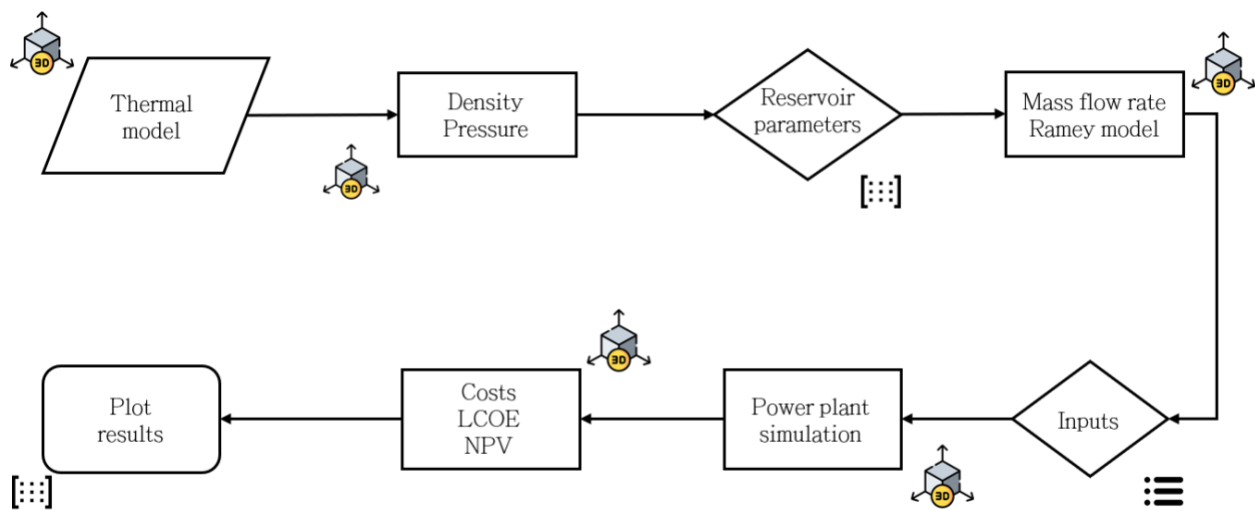 3D
Thermal
model
3D
Density
Pressure
Reservoir
parameters
Mass flow rate
Ramey model
3D
Plot
results
Costs
LCOE
NPV
3D
Power plant
simulation
3D
Inputs